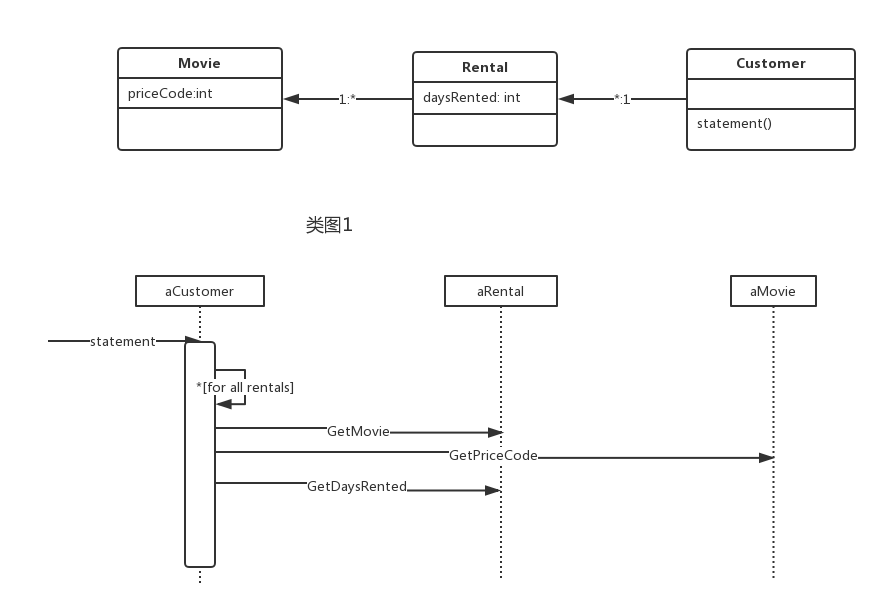 Movie
priceCode:int
1:*
Rental
daysRented: int
*:1
Customer
statement()
类图1
aCustomer
aRental
aMovie
statement
*[for all rentals]
GetMovie
GetPriceCode
GetDaysRented